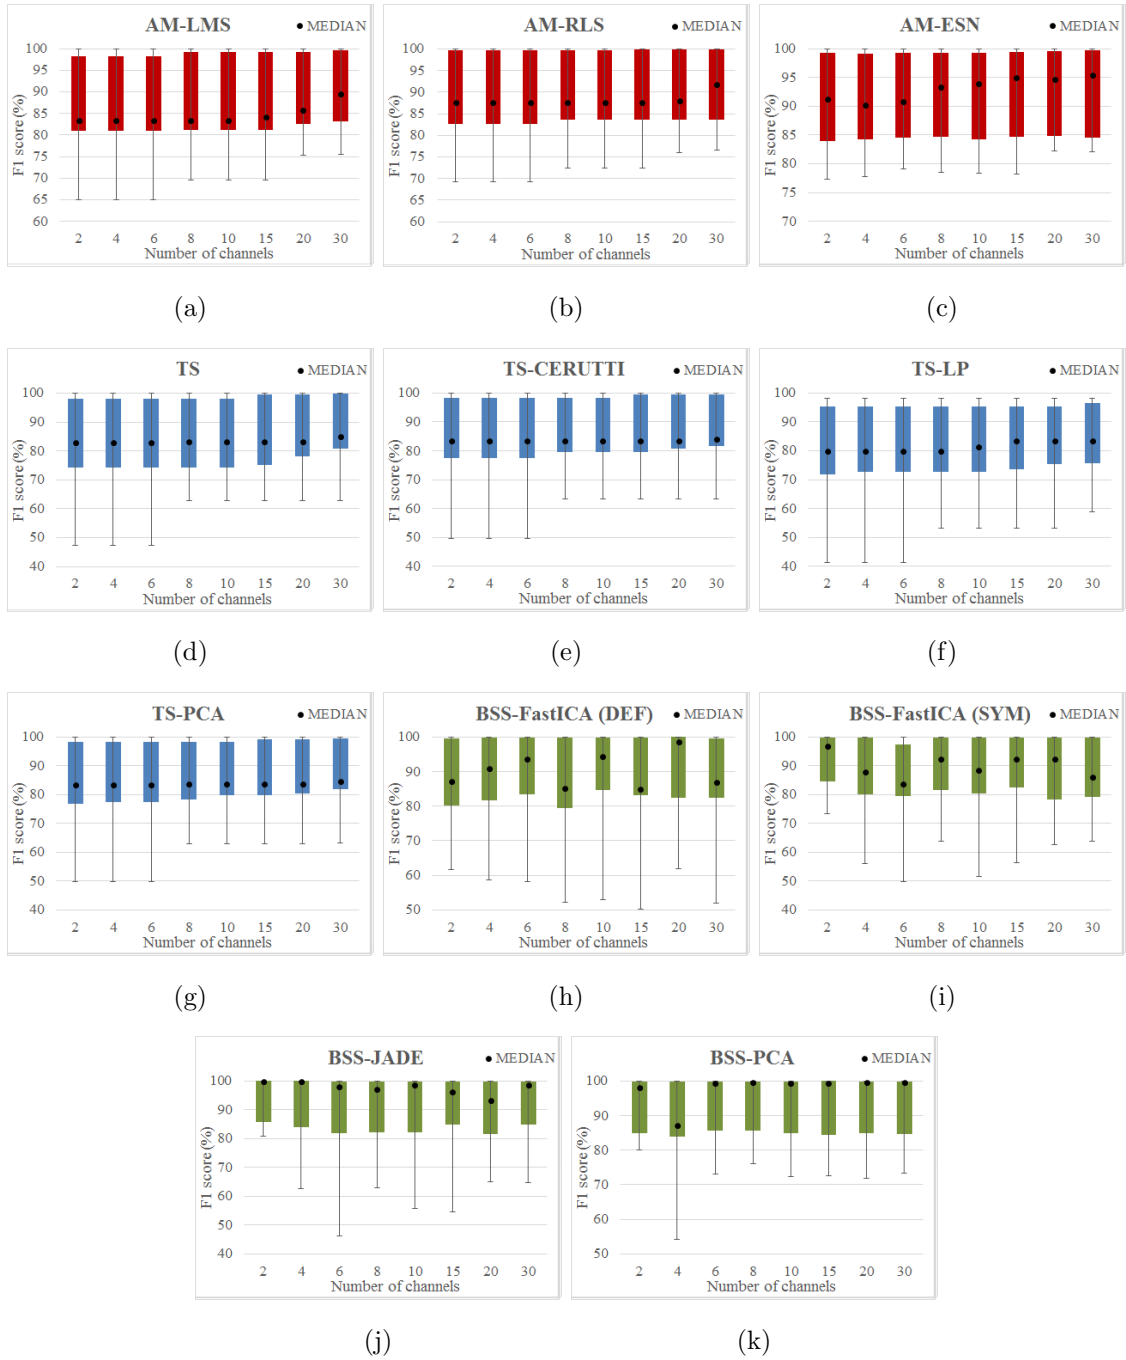 AM-LMS
MEDIAN
F1 score (%)
100
95
90
85
80
75
70
65
60
2 4 6 8 10 15 20 30
Number of channels
(a)
AM-RLS
MEDIAN
F1 score (%)
100
95
90
85
80
75
70
65
60
2 4 6 8 10 15 20 30
Number of channels
(b)
AM-ESN
MEDIAN
F1 score (%)
100
95
90
85
80
75
70
2 4 6 8 10 15 20 30
Number of channels
(c)
TS
MEDIAN
F1 score (%)
100
90
80
70
60
50
40
2 4 6 8 10 15 20 30
Number of channels
(d)
TS-CERUTTI
MEDIAN
F1 score (%)
100
90
80
70
60
50
40
2 4 6 8 10 15 20 30
Number of channels
(e)
TS-LP
MEDIAN
F1 score (%)
100
90
80
70
60
50
40
2 4 6 8 10 15 20 30
Number of channels
(f)
TS-PCA
MEDIAN
F1 score (%)
100
90
80
70
60
50
40
2 4 6 8 10 15 20 30
Number of channels
(g)
BSS-FastICA (DEF)
MEDIAN
F1 score (%)
100
90
80
70
60
50
2 4 6 8 10 15 20 30
Number of channels
(h)
BSS-FastICA (SYM)
MEDIAN
F1 score (%)
100
90
80
70
60
50
40
2 4 6 8 10 15 20 30
Number of channels
(i)
BSS-JADE
MEDIAN
F1 score (%)
100
90
80
70
60
50
40
2 4 6 8 10 15 20 30
Number of channels
(j)
BSS-PCA
MEDIAN
F1 score (%)
100
90
80
70
60
50
2 4 6 8 10 15 20 30
Number of channels
(k)